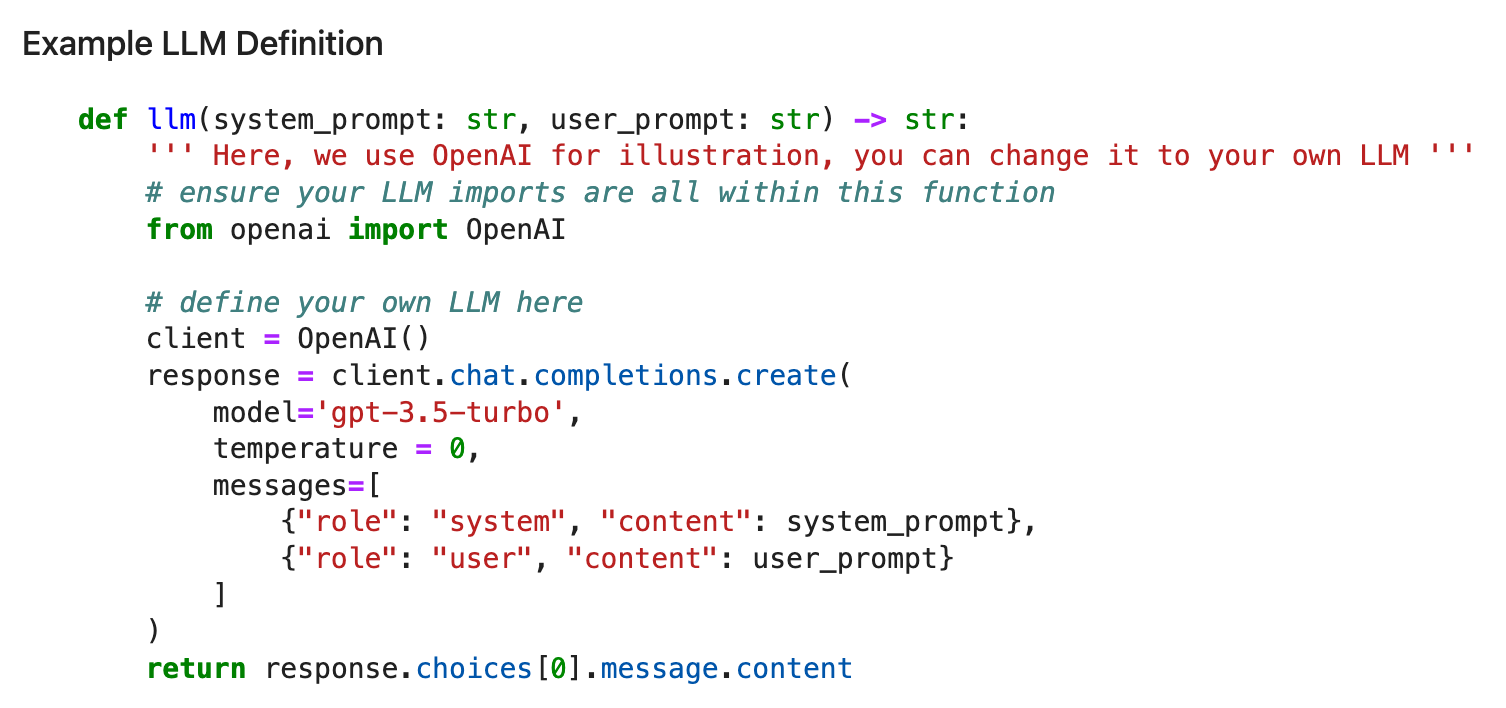 Example LLM Definition
def llm(system_prompt: str, user_prompt: str) -> str:
    ''' Here, we use OpenAI for illustration, you can change it to your own LLM '''
    # ensure your LLM imports are all within this function
    from openai import OpenAI
    # define your own LLM here
    client = OpenAI()
    response = client.chat.completions.create(
        model='gpt-3.5-turbo',
        temperature = 0,
        messages=[
            {"role": "system", "content": system_prompt},
            {"role": "user", "content": user_prompt}
        ]
    )
    return response.choices[0].message.content